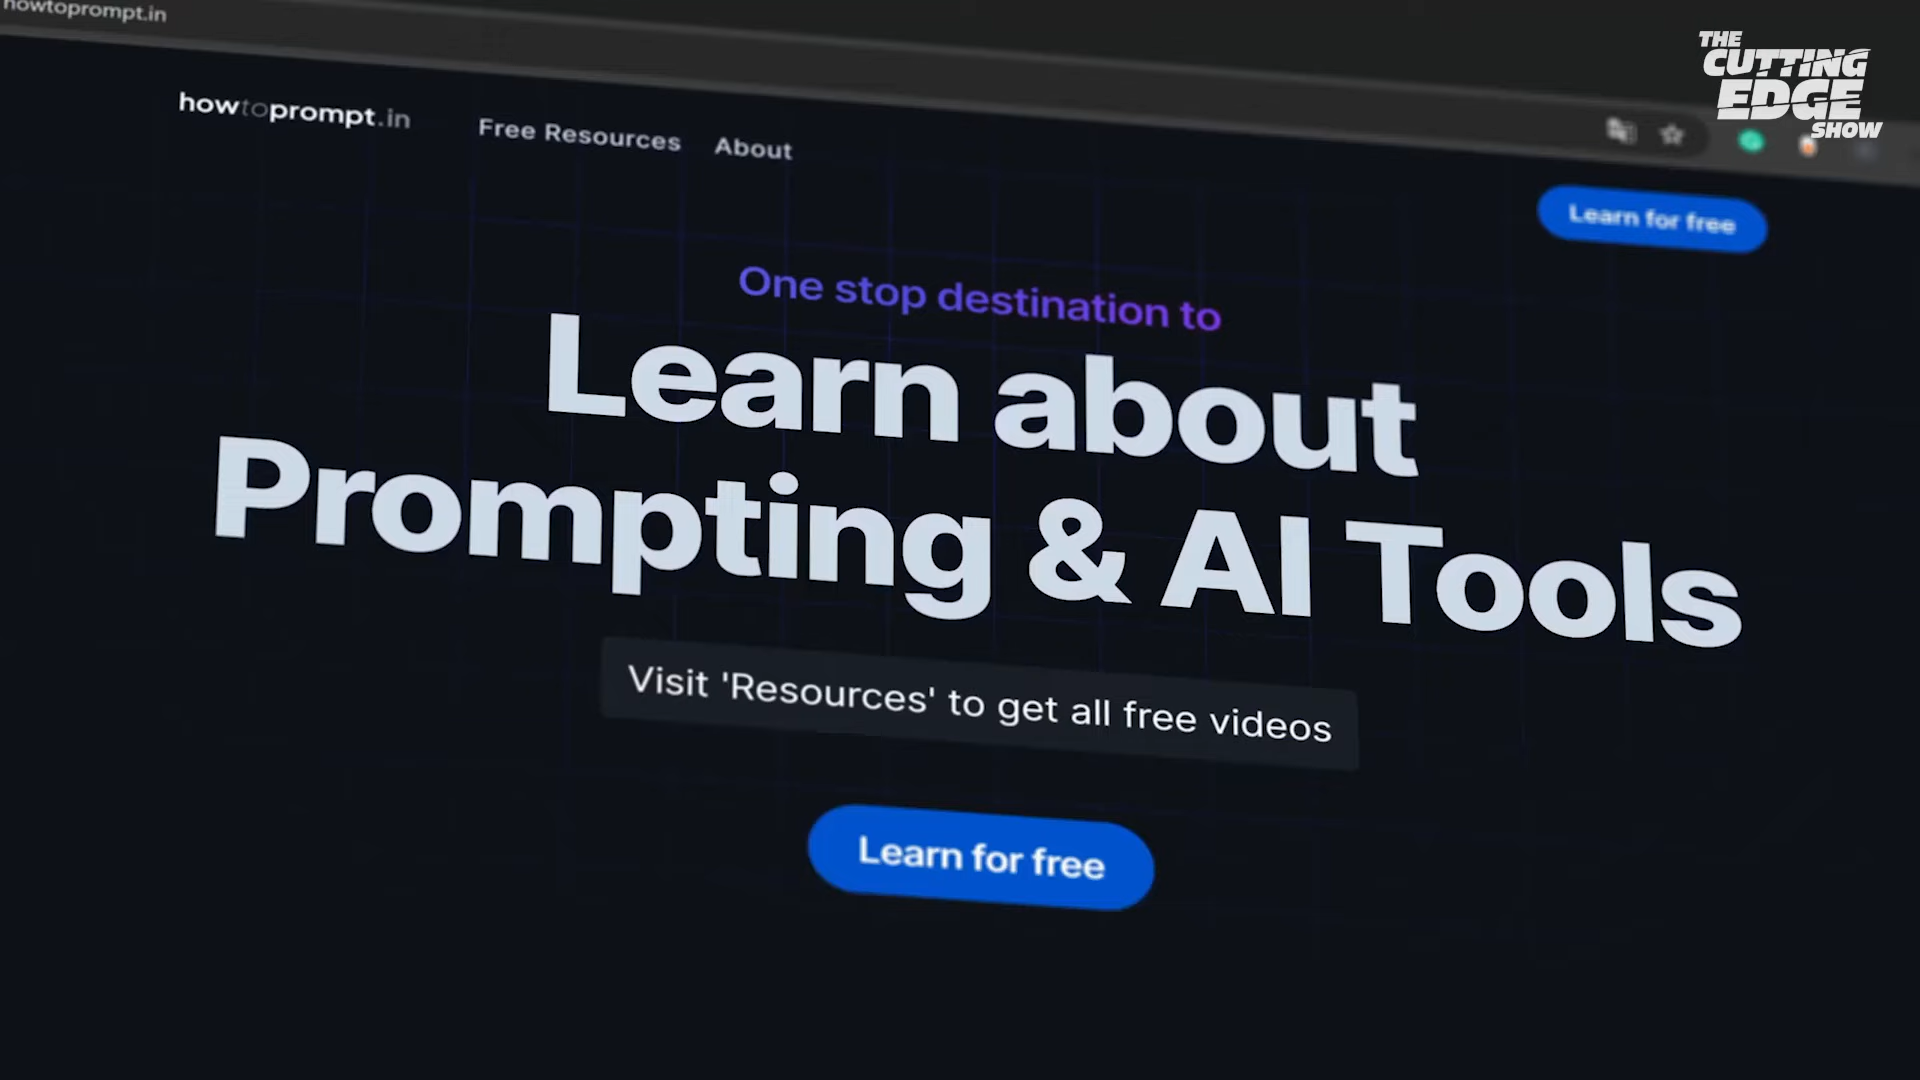 howtoprompt.in
THE
CUTTING
EDGE
SHOW
howtoprompt.in
Free Resources
About
Learn for free
One stop destination to
Learn about
Prompting & AI Tools
Visit 'Resources' to get all free videos
Learn for free